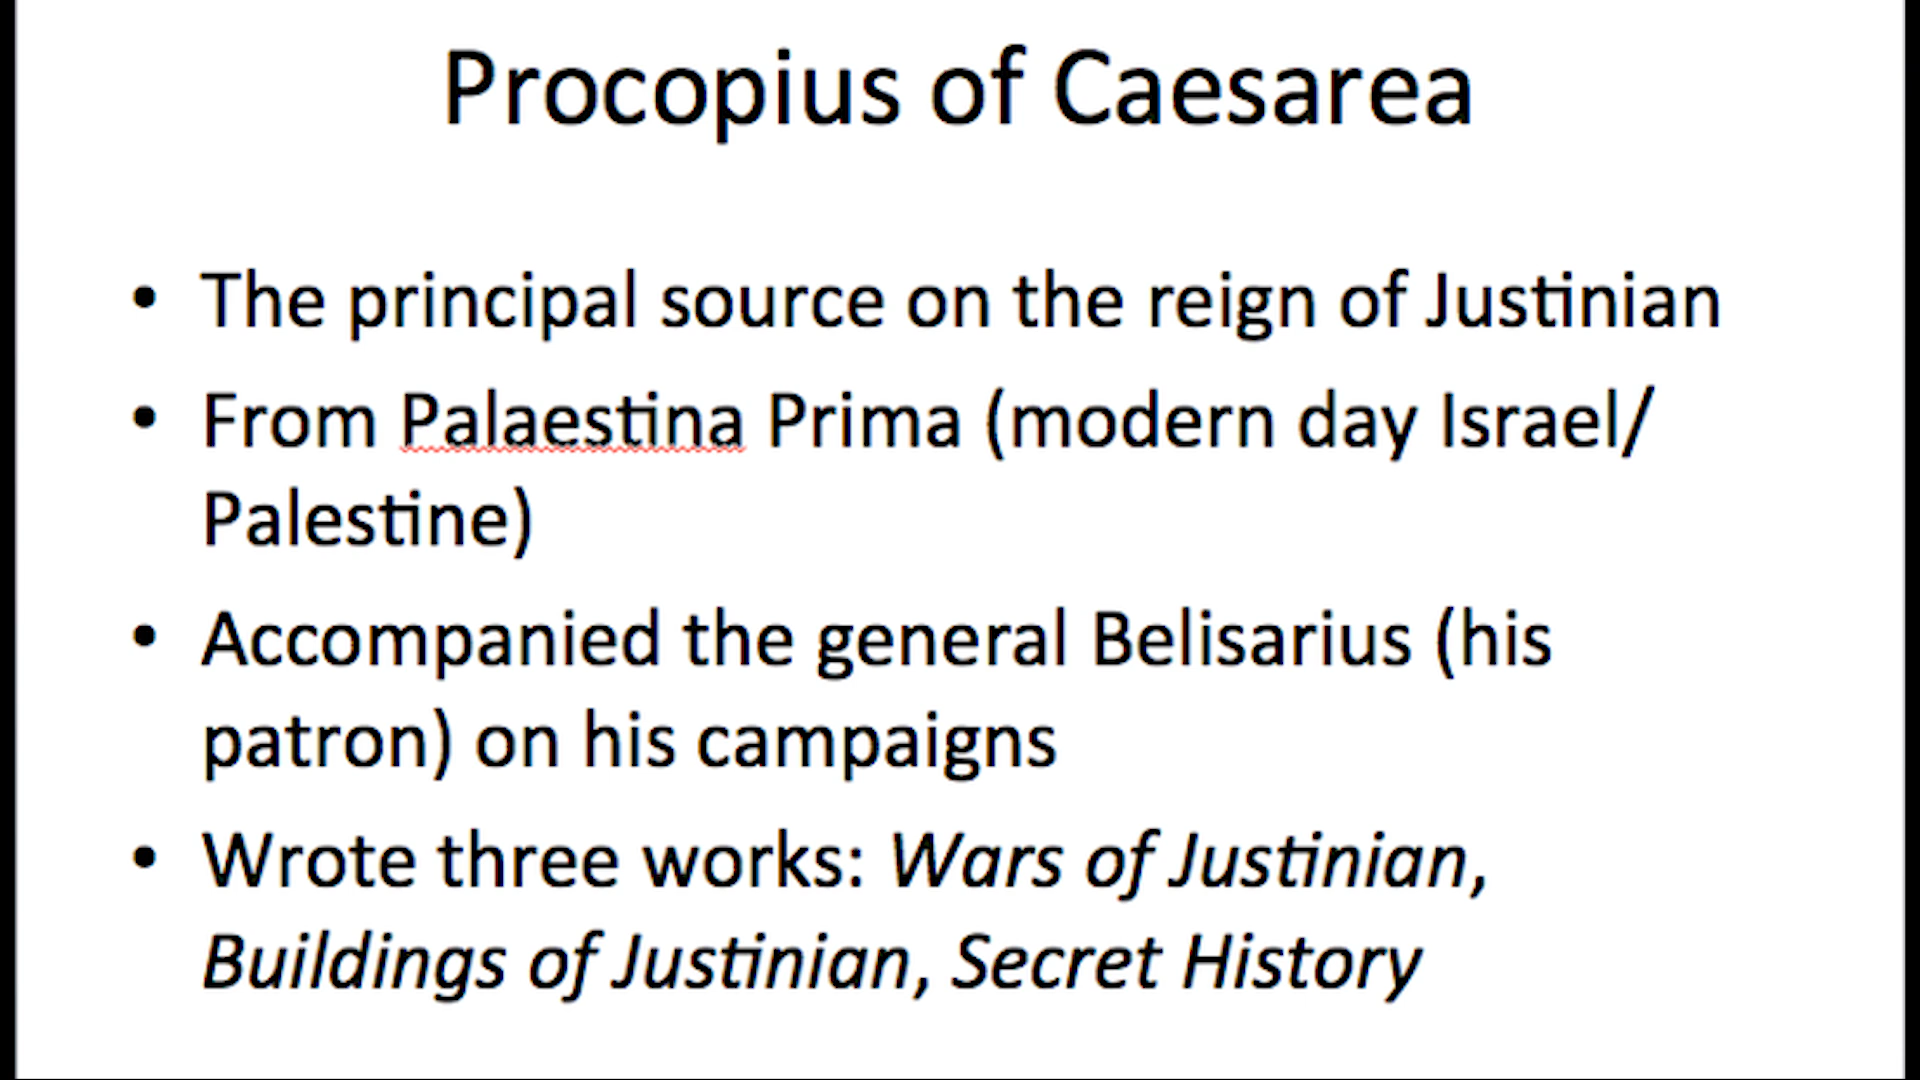 Procopius of Caesarea
• The principal source on the reign of Justinian
• From Palaestina Prima (modern day Israel/
Palestine)
• Accompanied the general Belisarius (his
patron) on his campaigns
• Wrote three works: Wars of Justinian,
Buildings of Justinian, Secret History